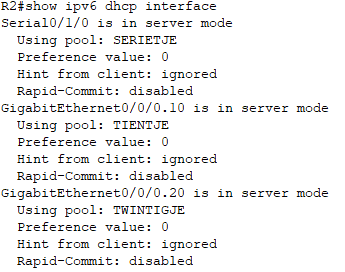 R2#show ipv6 dhcp interface
Serial0/1/0 is in server mode
  Using pool: SERIETJE
  Preference value: 0
  Hint from client: ignored
  Rapid-Commit: disabled
GigabitEthernet0/0/0.10 is in server mode
  Using pool: TIENTJE
  Preference value: 0
  Hint from client: ignored
  Rapid-Commit: disabled
GigabitEthernet0/0/0.20 is in server mode
  Using pool: TWINTIGJE
  Preference value: 0
  Hint from client: ignored
  Rapid-Commit: disabled